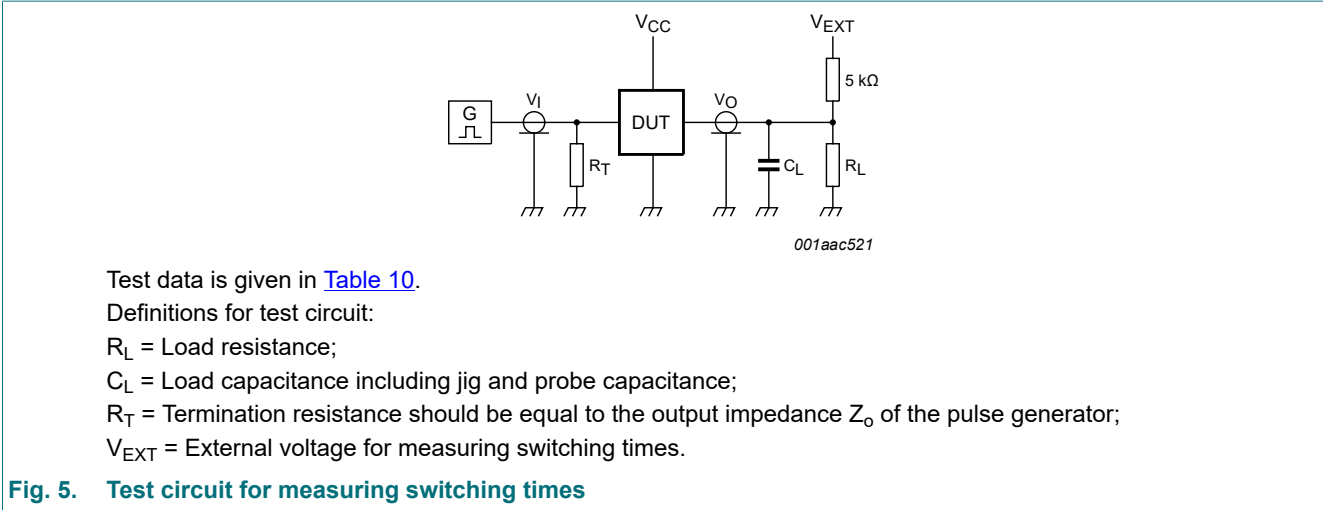 VCC
VEXT
5 kΩ
G
VI
DUT
VO
RT
CL
RL
001aac521
Test data is given in Table 10.
Definitions for test circuit:
RL = Load resistance;
CL = Load capacitance including jig and probe capacitance;
RT = Termination resistance should be equal to the output impedance Zo of the pulse generator;
VEXT = External voltage for measuring switching times.
Fig. 5. Test circuit for measuring switching times